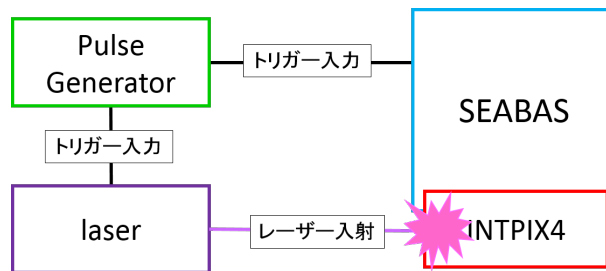 Pulse
Generator
トリガー入力
SEABAS
トリガー入力
laser
レーザー入射
INTPIX4